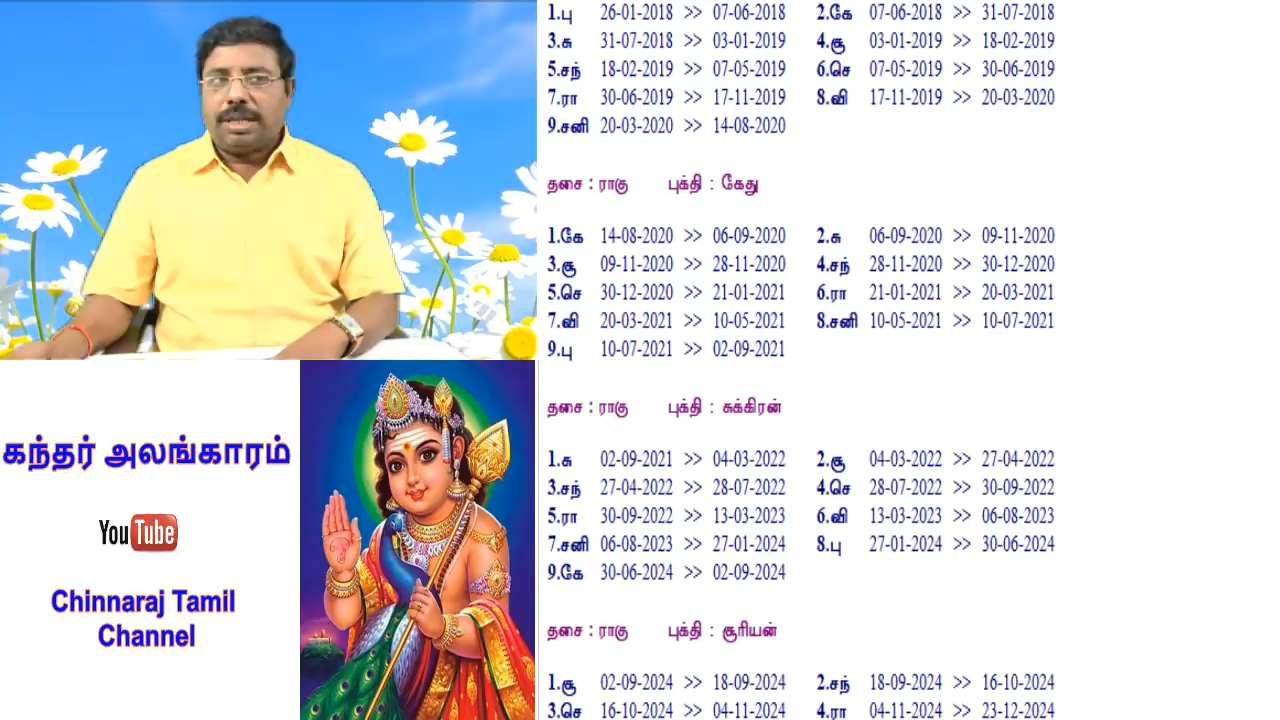 1.பு 26-01-2018 >> 07-06-2018 2.கே 07-06-2018 >> 31-07-2018
3.சு 31-07-2018 >> 03-01-2019 4.சூ 03-01-2019 >> 18-02-2019
5.சந் 18-02-2019 >> 07-05-2019 6.செ 07-05-2019 >> 30-06-2019
7.ரா 30-06-2019 >> 17-11-2019 8.வி 17-11-2019 >> 20-03-2020
9.சனி 20-03-2020 >> 14-08-2020
தசை : ராகு புக்தி : கேது
1.கே 14-08-2020 >> 06-09-2020 2.சு 06-09-2020 >> 09-11-2020
3.சூ 09-11-2020 >> 28-11-2020 4.சந் 28-11-2020 >> 30-12-2020
5.செ 30-12-2020 >> 21-01-2021 6.ரா 21-01-2021 >> 20-03-2021
7.வி 20-03-2021 >> 10-05-2021 8.சனி 10-05-2021 >> 10-07-2021
9.பு 10-07-2021 >> 02-09-2021
தசை : ராகு புக்தி : சுக்கிரன்
1.சு 02-09-2021 >> 04-03-2022 2.சூ 04-03-2022 >> 27-04-2022
3.சந் 27-04-2022 >> 28-07-2022 4.செ 28-07-2022 >> 30-09-2022
5.ரா 30-09-2022 >> 13-03-2023 6.வி 13-03-2023 >> 06-08-2023
7.சனி 06-08-2023 >> 27-01-2024 8.பு 27-01-2024 >> 30-06-2024
9.கே 30-06-2024 >> 02-09-2024
தசை : ராகு புக்தி : சூரியன்
1.சூ 02-09-2024 >> 18-09-2024 2.சந் 18-09-2024 >> 16-10-2024
3.செ 16-10-2024 >> 04-11-2024 4.ரா 04-11-2024 >> 23-12-2024
கந்தர் அலங்காரம்
YouTube
Chinnaraj Tamil
Channel